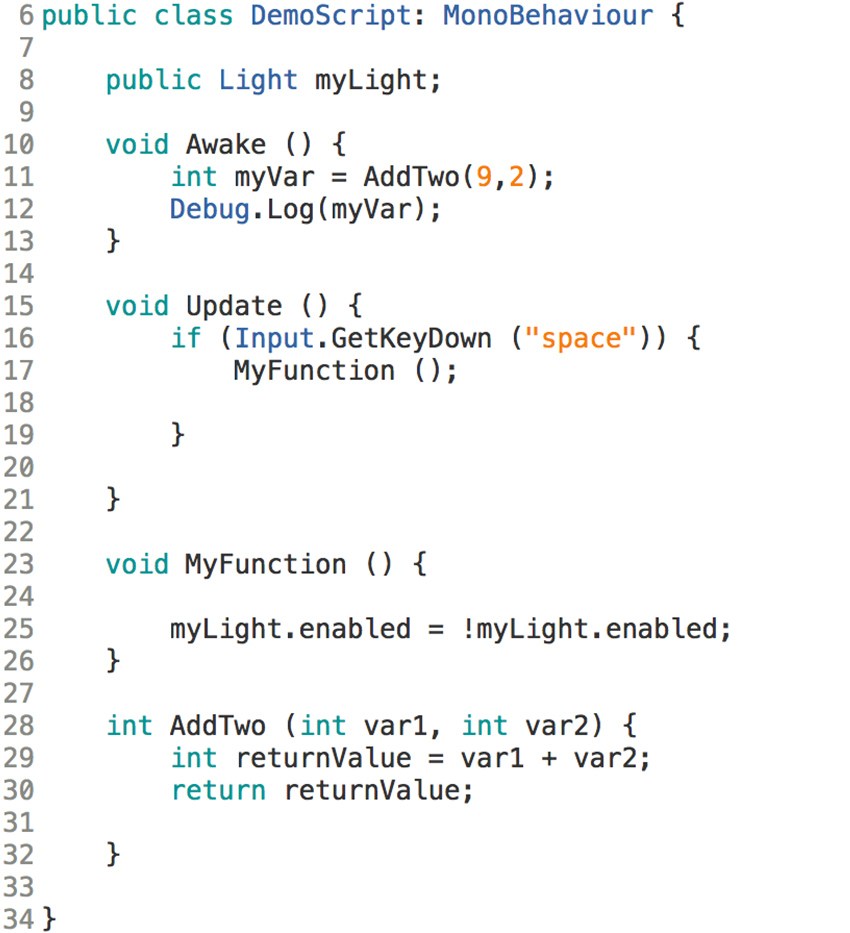 6 public class DemoScript: MonoBehaviour {
7
8     public Light myLight;
9
10     void Awake () {
11         int myVar = AddTwo(9,2);
12         Debug.Log(myVar);
13     }
14
15     void Update () {
16         if (Input.GetKeyDown ("space")) {
17             MyFunction ();
18
19         }
20
21     }
22
23     void MyFunction () {
24
25         myLight.enabled = !myLight.enabled;
26     }
27
28     int AddTwo (int var1, int var2) {
29         int returnValue = var1 + var2;
30         return returnValue;
31
32     }
33
34 }